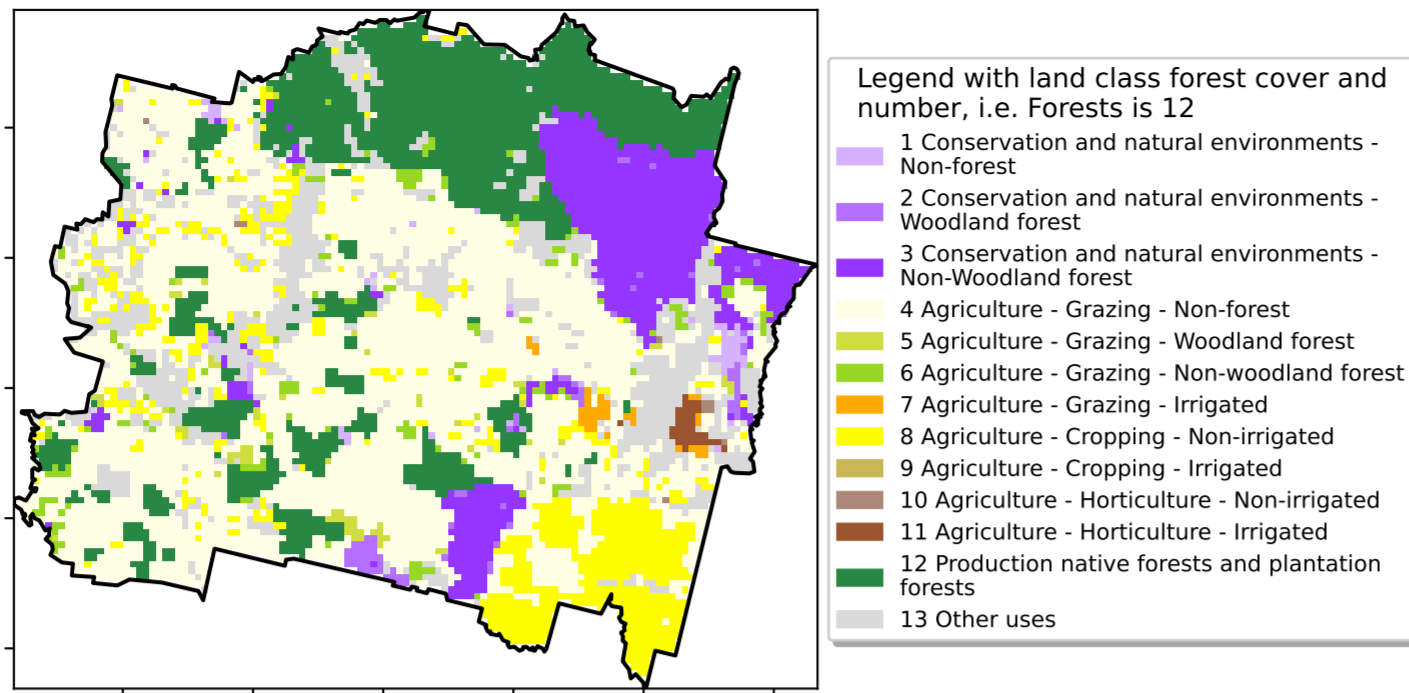 Legend with land class forest cover and
number, i.e. Forests is 12
1 Conservation and natural environments -
Non-forest
2 Conservation and natural environments -
Woodland forest
3 Conservation and natural environments -
Non-Woodland forest
4 Agriculture - Grazing - Non-forest
5 Agriculture - Grazing - Woodland forest
6 Agriculture - Grazing - Non-woodland forest
7 Agriculture - Grazing - Irrigated
8 Agriculture - Cropping - Non-irrigated
9 Agriculture - Cropping - Irrigated
10 Agriculture - Horticulture - Non-irrigated
11 Agriculture - Horticulture - Irrigated
12 Production native forests and plantation
forests
13 Other uses